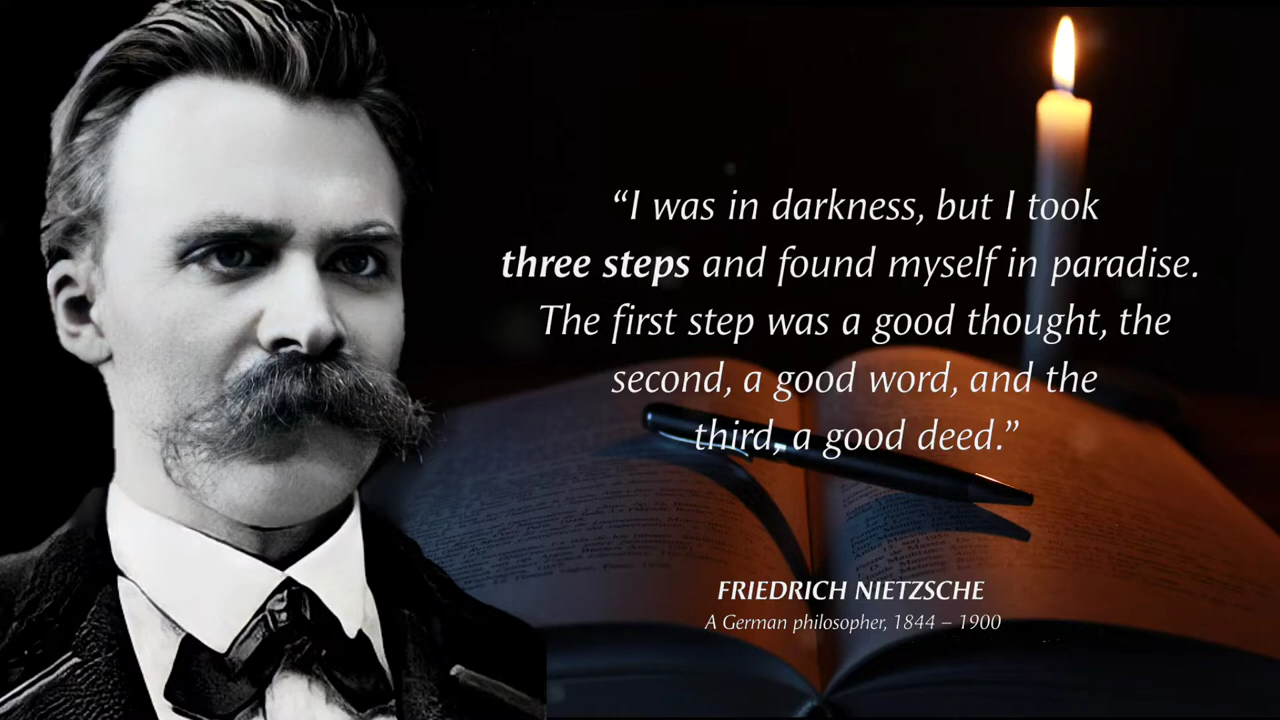 “I was in darkness, but I took
three steps and found myself in paradise.
The first step was a good thought, the
second, a good word, and the
third, a good deed.”
FRIEDRICH NIETZSCHE
A German philosopher, 1844 – 1900